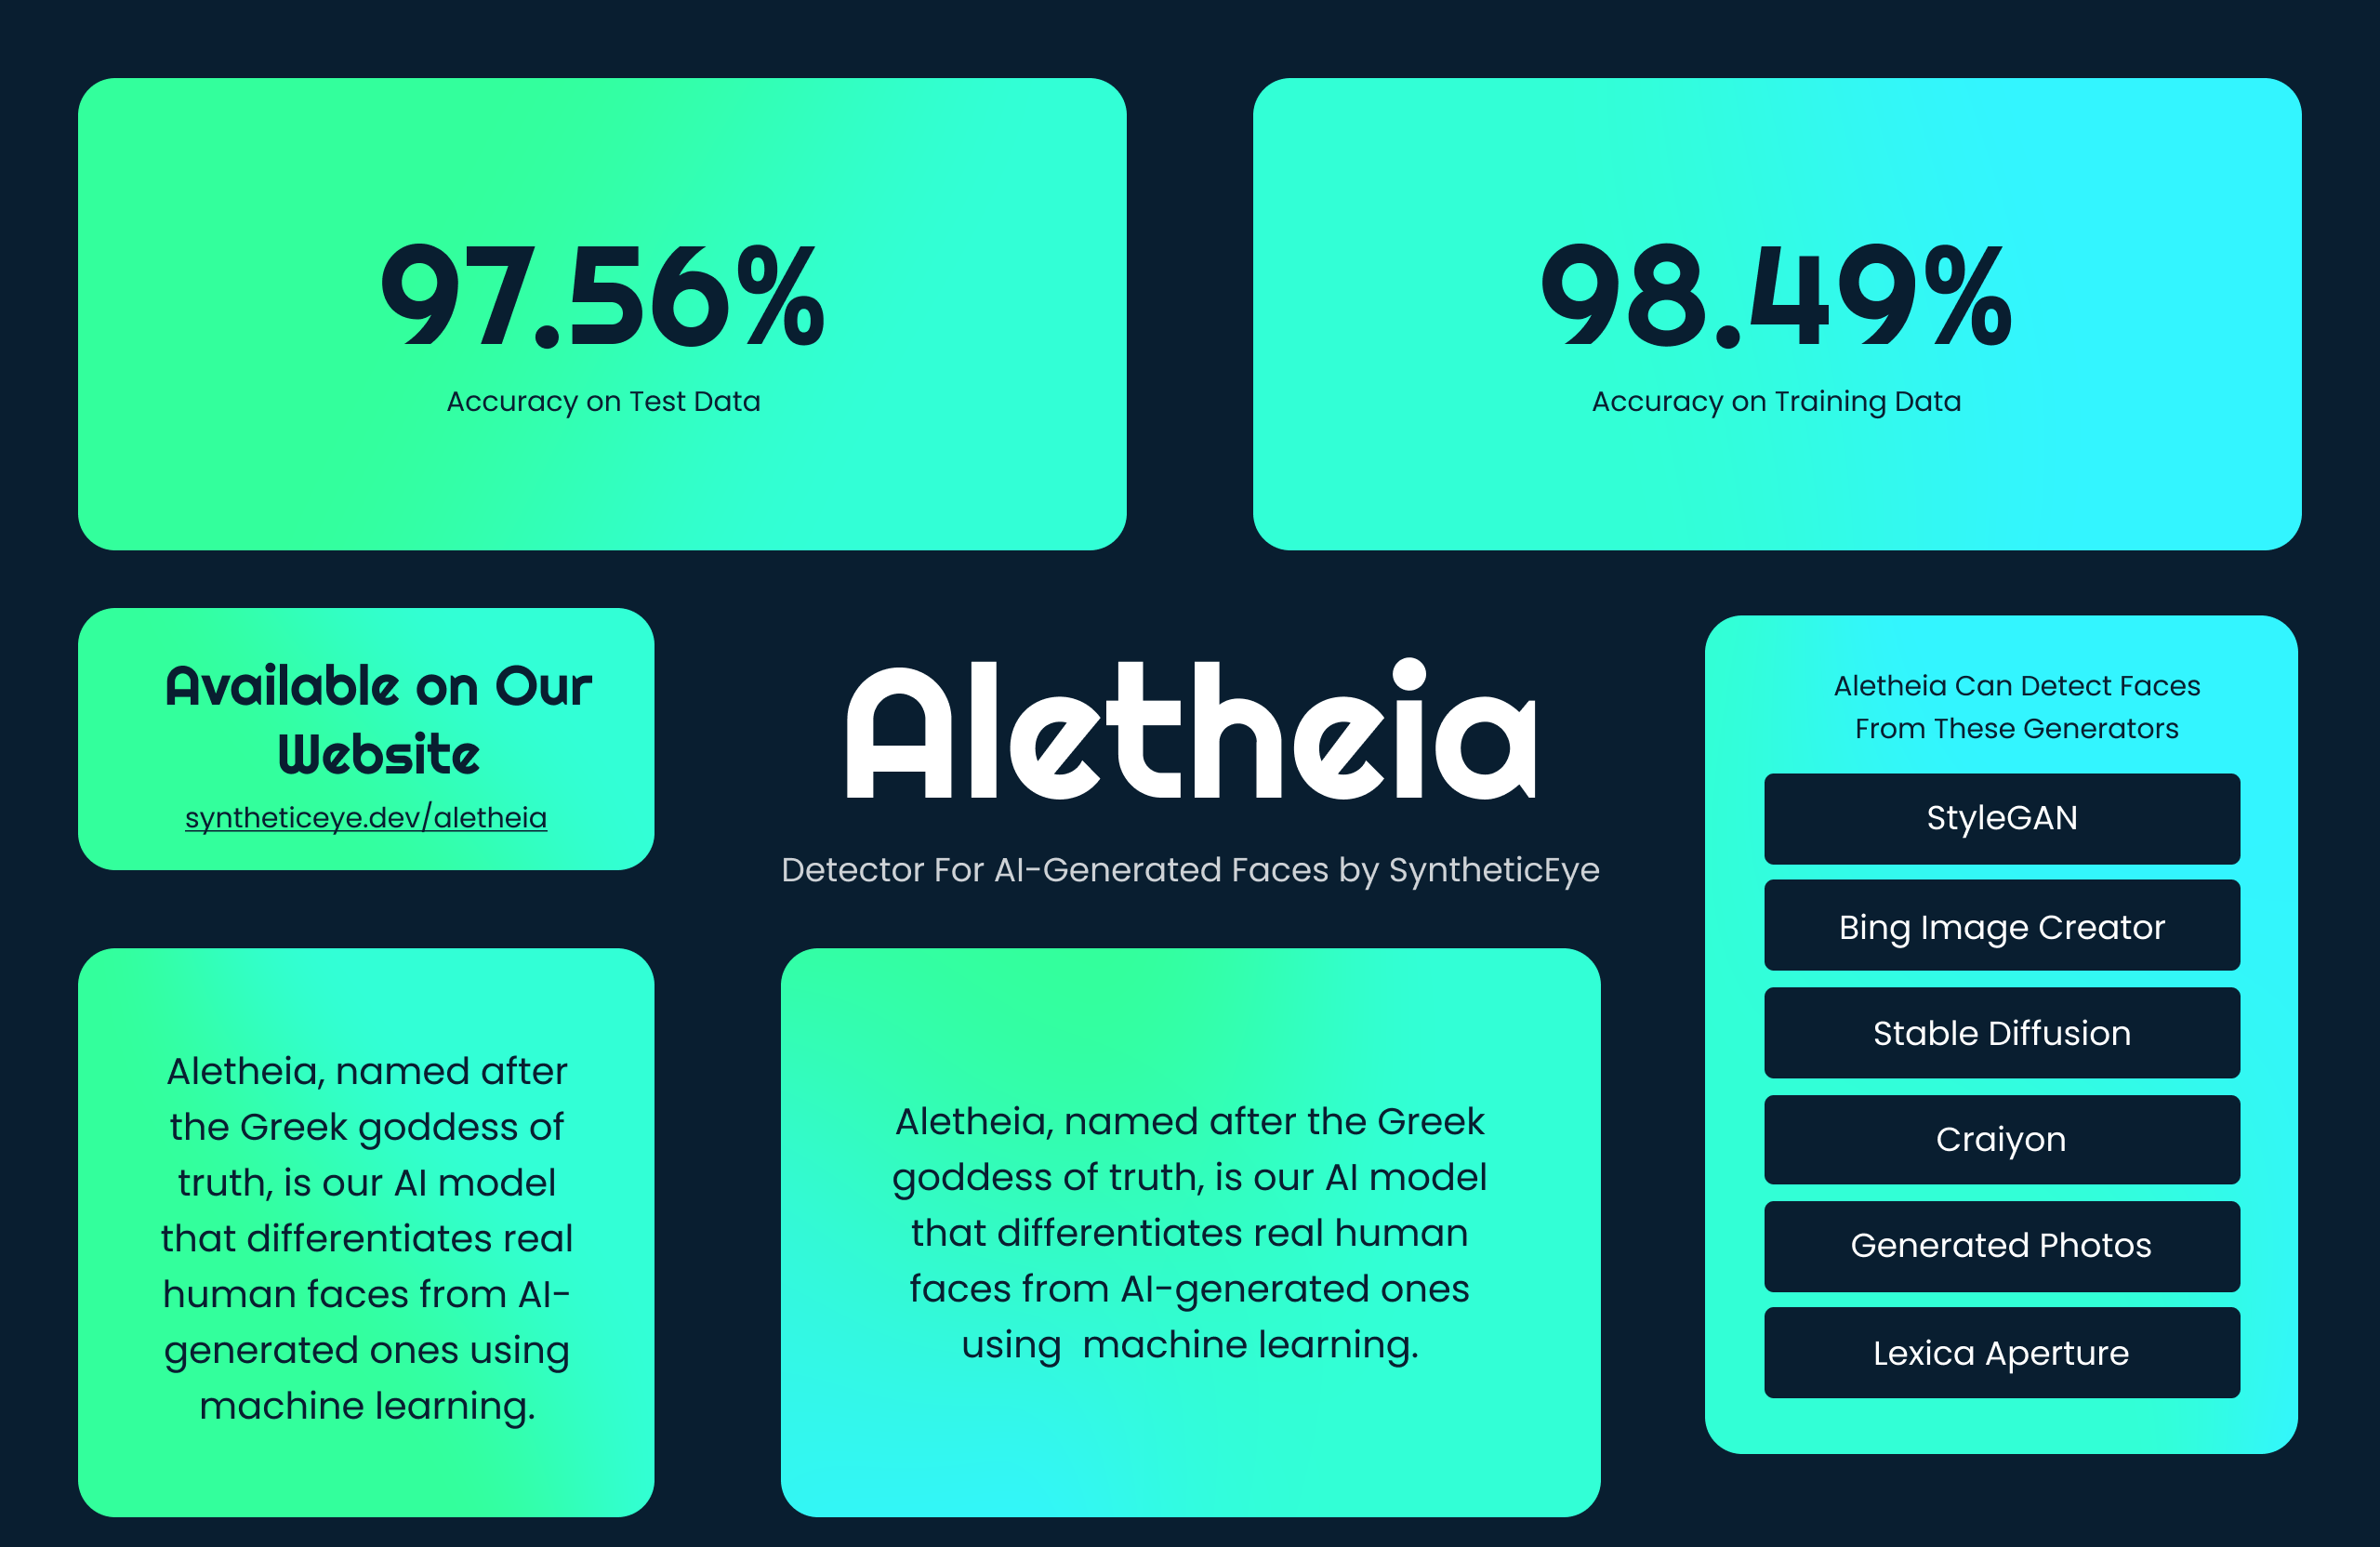 97.56%
Accuracy on Test Data
98.49%
Accuracy on Training Data
Available on Our
Website
syntheticeye.dev/aletheia
Aletheia
Detector For AI-Generated Faces by SyntheticEye
Aletheia Can Detect Faces
From These Generators
StyleGAN
Bing Image Creator
Stable Diffusion
Craiyon
Generated Photos
Lexica Aperture
Aletheia, named after
the Greek goddess of
truth, is our AI model
that differentiates real
human faces from AI-
generated ones using
machine learning.
Aletheia, named after the Greek
goddess of truth, is our AI model
that differentiates real human
faces from AI-generated ones
using  machine learning.